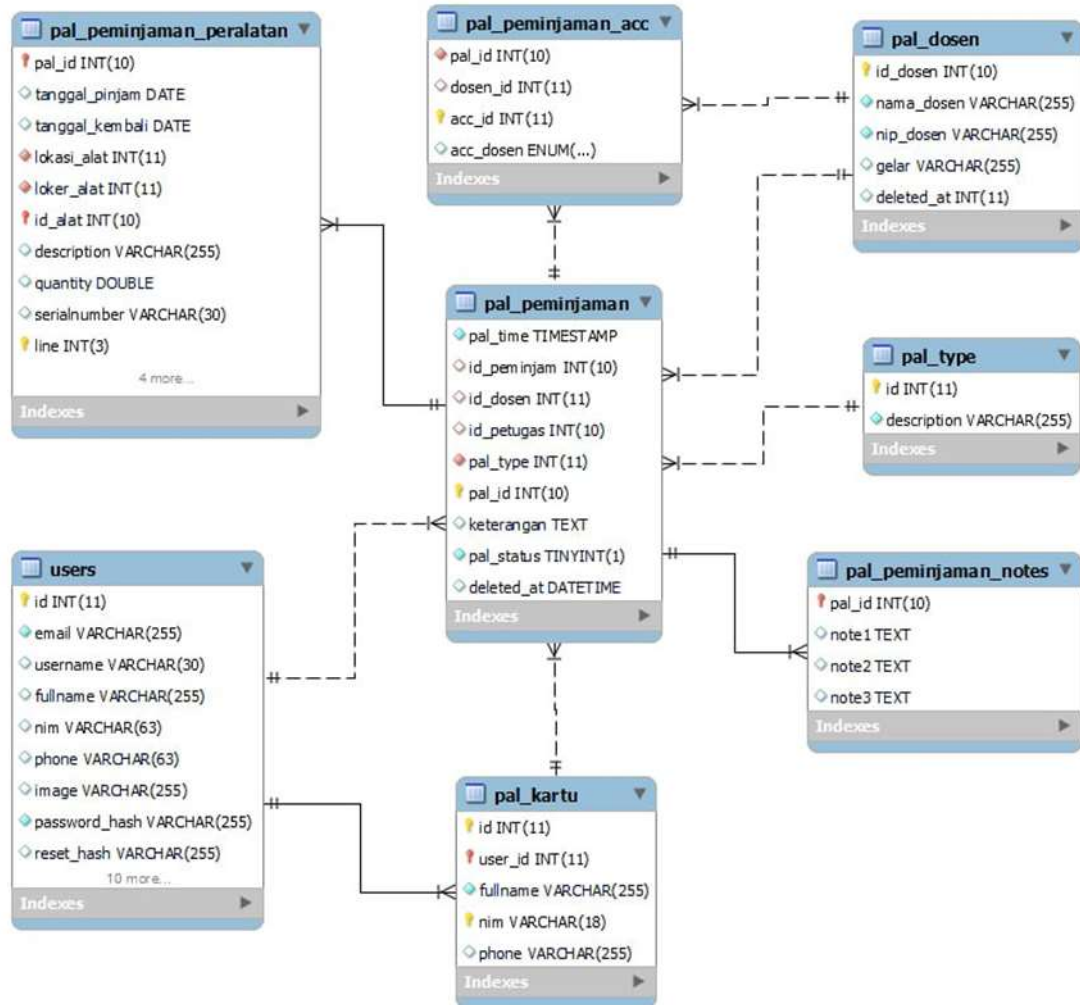 pal_peminjaman_peralatan
pal_id INT(10)
tanggal_pinjam DATE
tanggal_kembali DATE
lokasi_alat INT(11)
loker_alat INT(11)
id_alat INT(10)
description VARCHAR(255)
quantity DOUBLE
serialnumber VARCHAR(30)
line INT(3)
4 more...
Indexes
pal_peminjaman_acc
pal_id INT(10)
dosen_id INT(11)
acc_id INT(11)
acc_dosen ENUM(...)
Indexes
pal_dosen
id_dosen INT(10)
nama_dosen VARCHAR(255)
nip_dosen VARCHAR(255)
gelar VARCHAR(255)
deleted_at INT(11)
Indexes
pal_peminjaman
pal_time TIMESTAMP
id_peminjam INT(10)
id_dosen INT(11)
id_petugas INT(10)
pal_type INT(11)
pal_id INT(10)
keterangan TEXT
pal_status TINYINT(1)
deleted_at DATETIME
Indexes
pal_type
id INT(11)
description VARCHAR(255)
Indexes
users
id INT(11)
email VARCHAR(255)
username VARCHAR(30)
fullname VARCHAR(255)
nim VARCHAR(63)
phone VARCHAR(63)
image VARCHAR(255)
password_hash VARCHAR(255)
reset_hash VARCHAR(255)
10 more...
Indexes
pal_peminjaman_notes
pal_id INT(10)
note1 TEXT
note2 TEXT
note3 TEXT
Indexes
pal_kartu
id INT(11)
user_id INT(11)
fullname VARCHAR(255)
nim VARCHAR(18)
phone VARCHAR(255)
Indexes